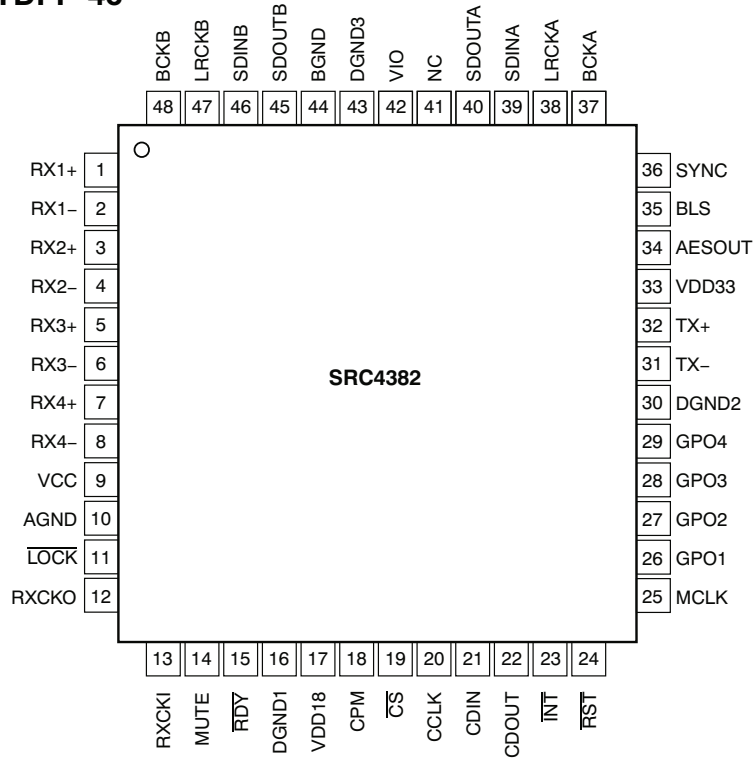 BCKB
LRCKB
SDINB
SDOUTB
BGND
DGND3
VIO
NC
SDOUTA
SDINA
LRCKA
BCKA
48 47 46 45 44 43 42 41 40 39 38 37
RX1+ 1
RX1− 2
RX2+ 3
RX2− 4
RX3+ 5
RX3− 6
RX4+ 7
RX4− 8
VCC 9
AGND 10
LOCK 11
RXCKO 12
SRC4382
36 SYNC
35 BLS
34 AESOUT
33 VDD33
32 TX+
31 TX−
30 DGND2
29 GPO4
28 GPO3
27 GPO2
26 GPO1
25 MCLK
13 14 15 16 17 18 19 20 21 22 23 24
RXCKI
MUTE
RDY
DGND1
VDD18
CPM
CS
CCLK
CDIN
CDOUT
INT
RST